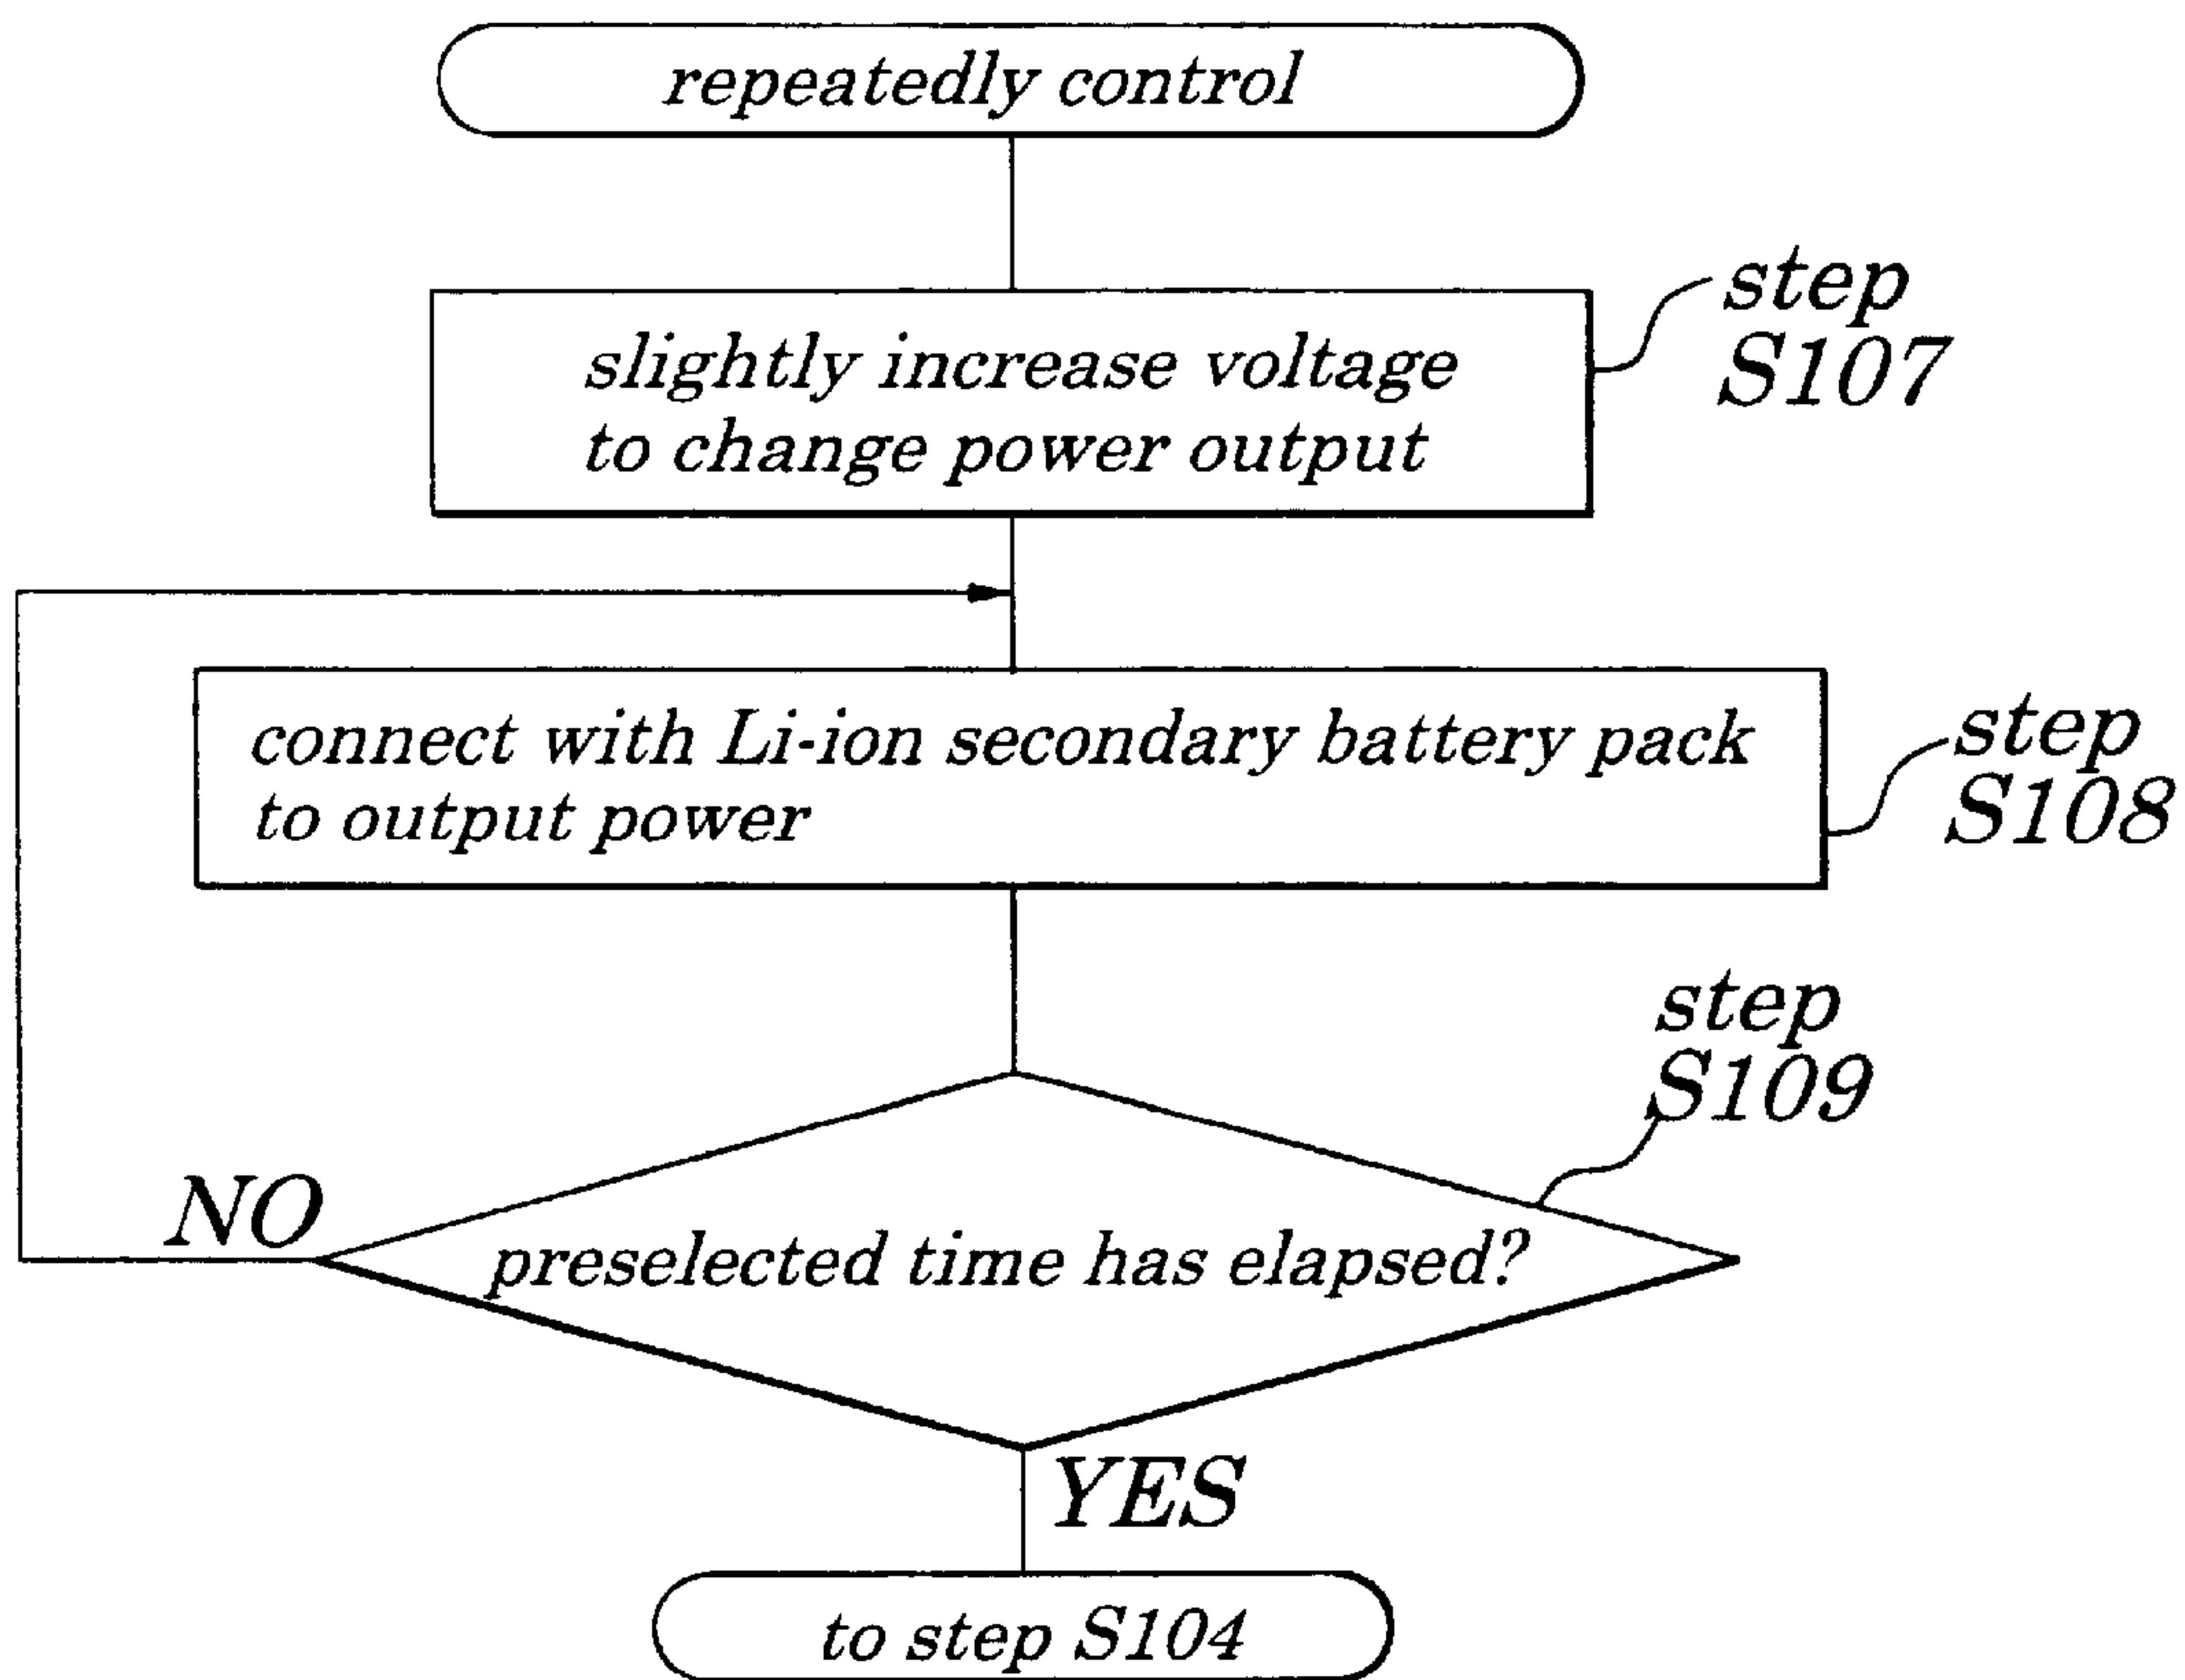 repeatedly control
step
S107
slightly increase voltage
to change power output
connect with Li-ion secondary battery pack
to output power
step
S108
step
S109
NO
preselected time has elapsed?
YES
to step S104